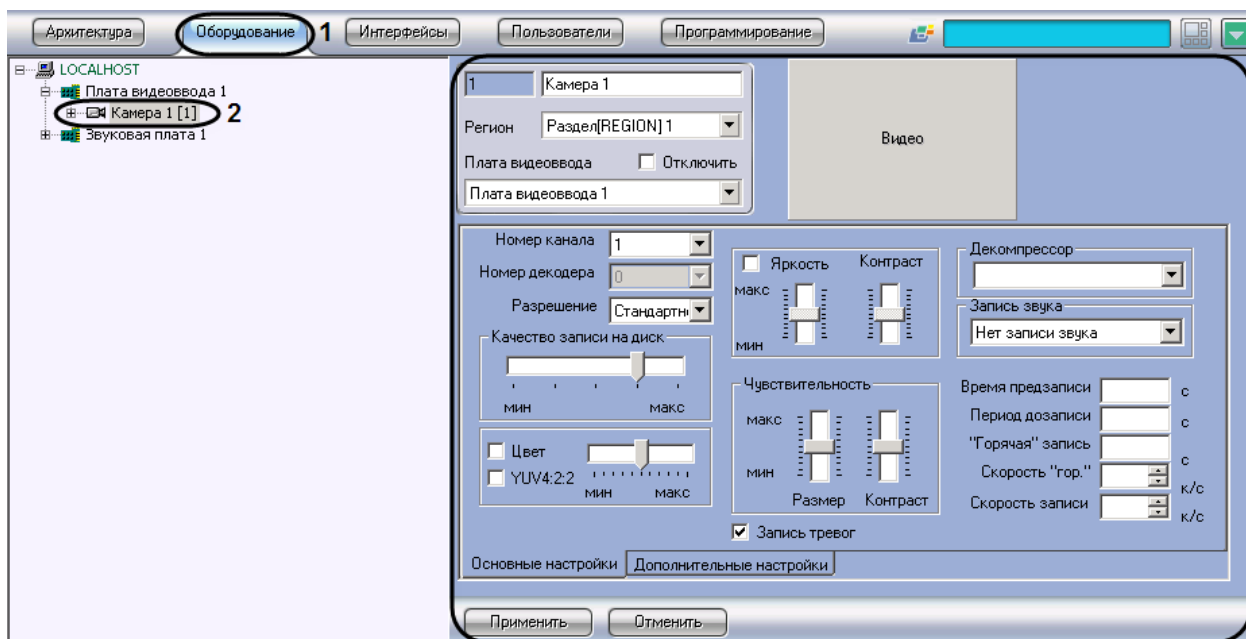 Архитектура
Оборудование
1
Интерфейсы
Пользователи
Программирование
LOCALHOST
Плата видеоввода 1
Камера 1 [1]
2
Звуковая плата 1
1
Камера 1
Регион
Раздел[REGION] 1
Плата видеоввода
Отключить
Плата видеоввода 1
Видео
Номер канала
1
Номер декодера
0
Разрешение
Стандартн
Качество записи на диск
мин
макс
Цвет
YUV4:2:2
мин
макс
Яркость
Контраст
макс
мин
Чувствительность
макс
мин
Размер
Контраст
Запись тревог
Декомпрессор
Запись звука
Нет записи звука
Время предзаписи
с
Период дозаписи
с
"Горячая" запись
с
Скорость "гор."
к/с
Скорость записи
к/с
Основные настройки
Дополнительные настройки
Применить
Отменить